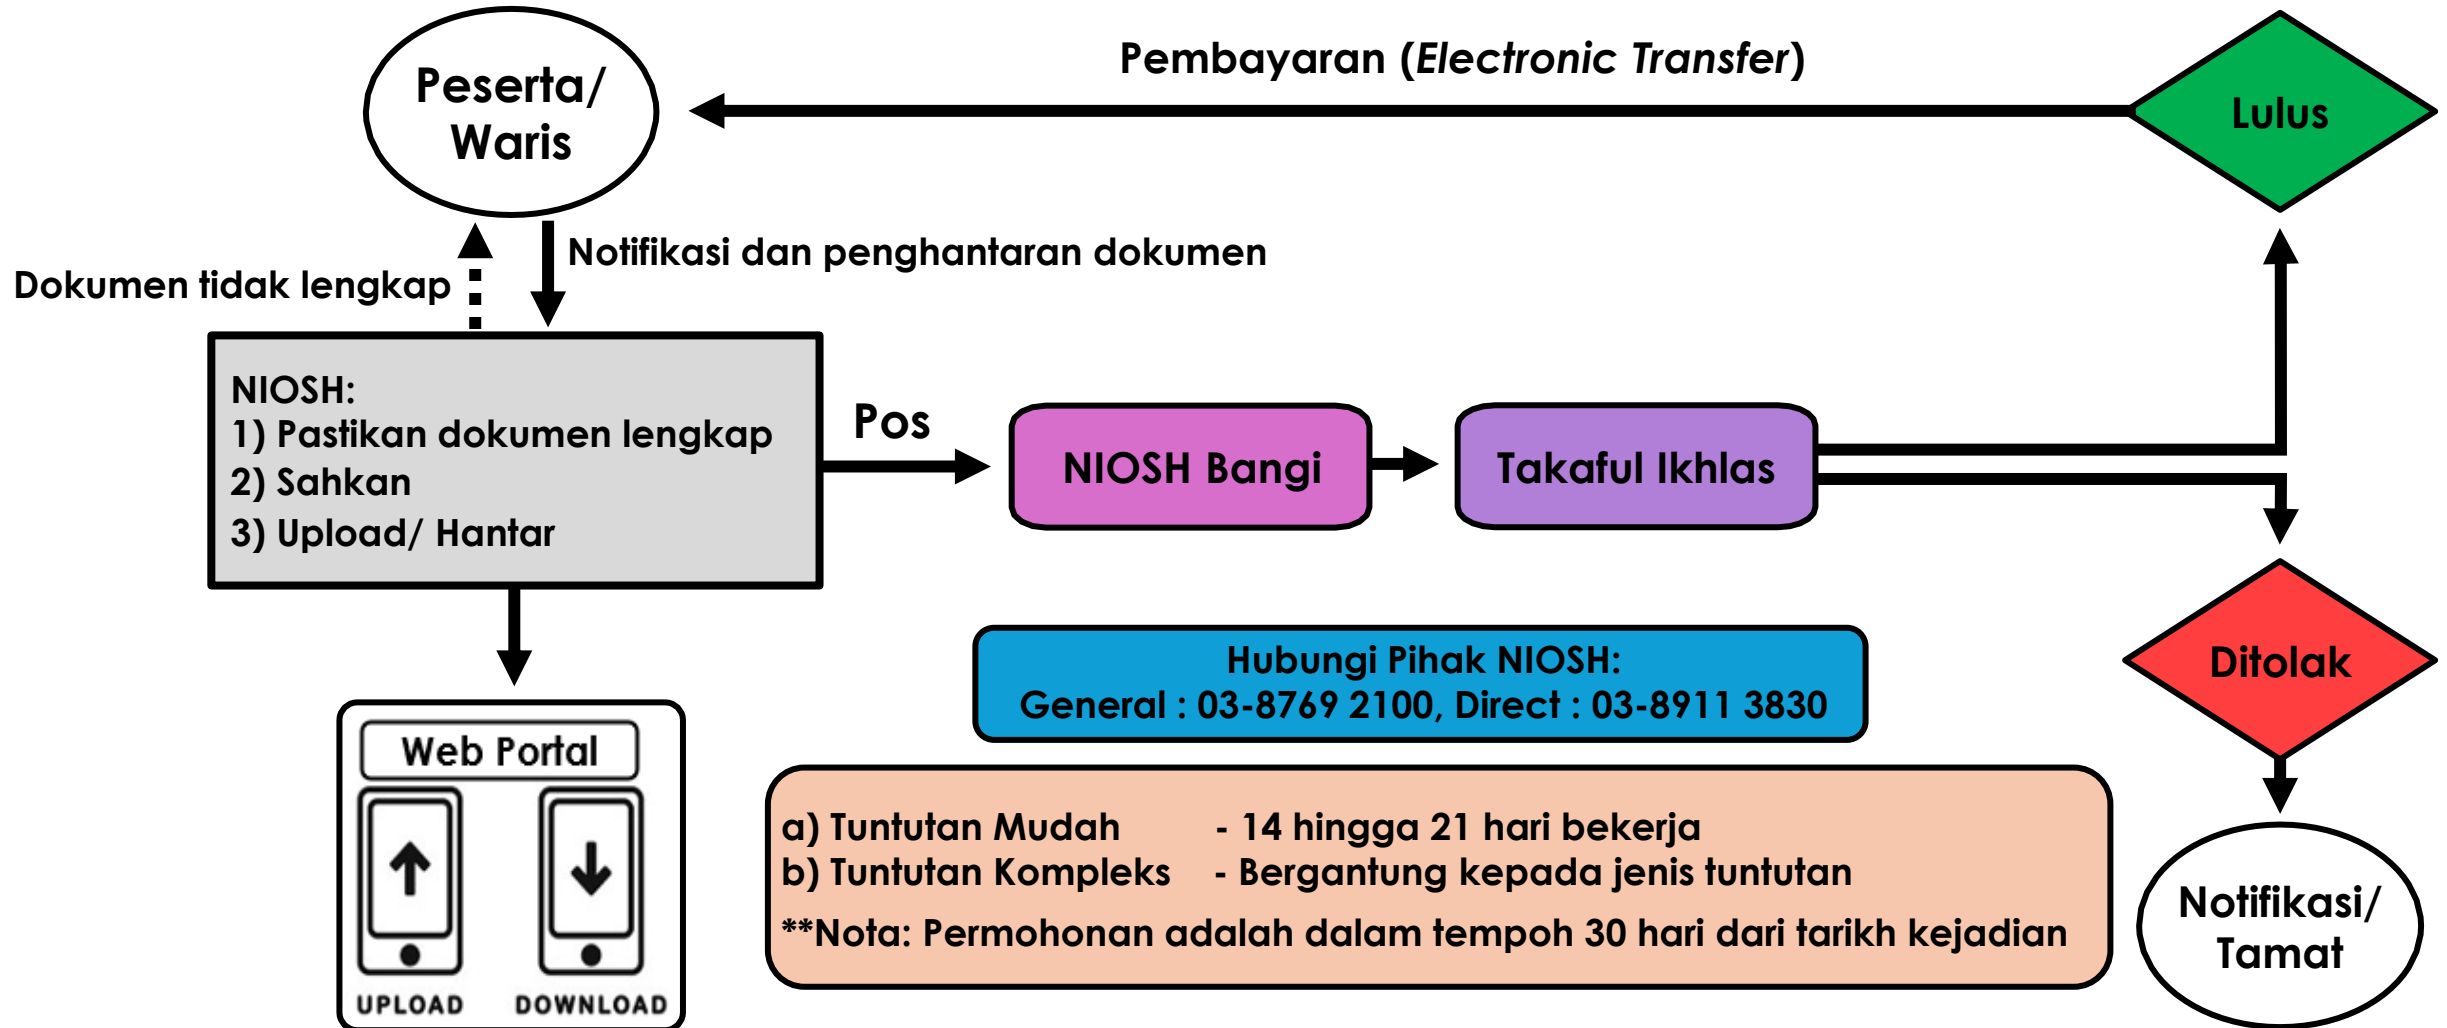 Peserta/
Waris
Pembayaran (Electronic Transfer)
Lulus
Notifikasi dan penghantaran dokumen
Dokumen tidak lengkap
NIOSH:
1) Pastikan dokumen lengkap
2) Sahkan
3) Upload/ Hantar
Pos
NIOSH Bangi
Takaful Ikhlas
Hubungi Pihak NIOSH:
General : 03-8769 2100, Direct : 03-8911 3830
Ditolak
Web Portal
UPLOAD DOWNLOAD
a) Tuntutan Mudah - 14 hingga 21 hari bekerja
b) Tuntutan Kompleks - Bergantung kepada jenis tuntutan
**Nota: Permohonan adalah dalam tempoh 30 hari dari tarikh kejadian
Notifikasi/
Tamat